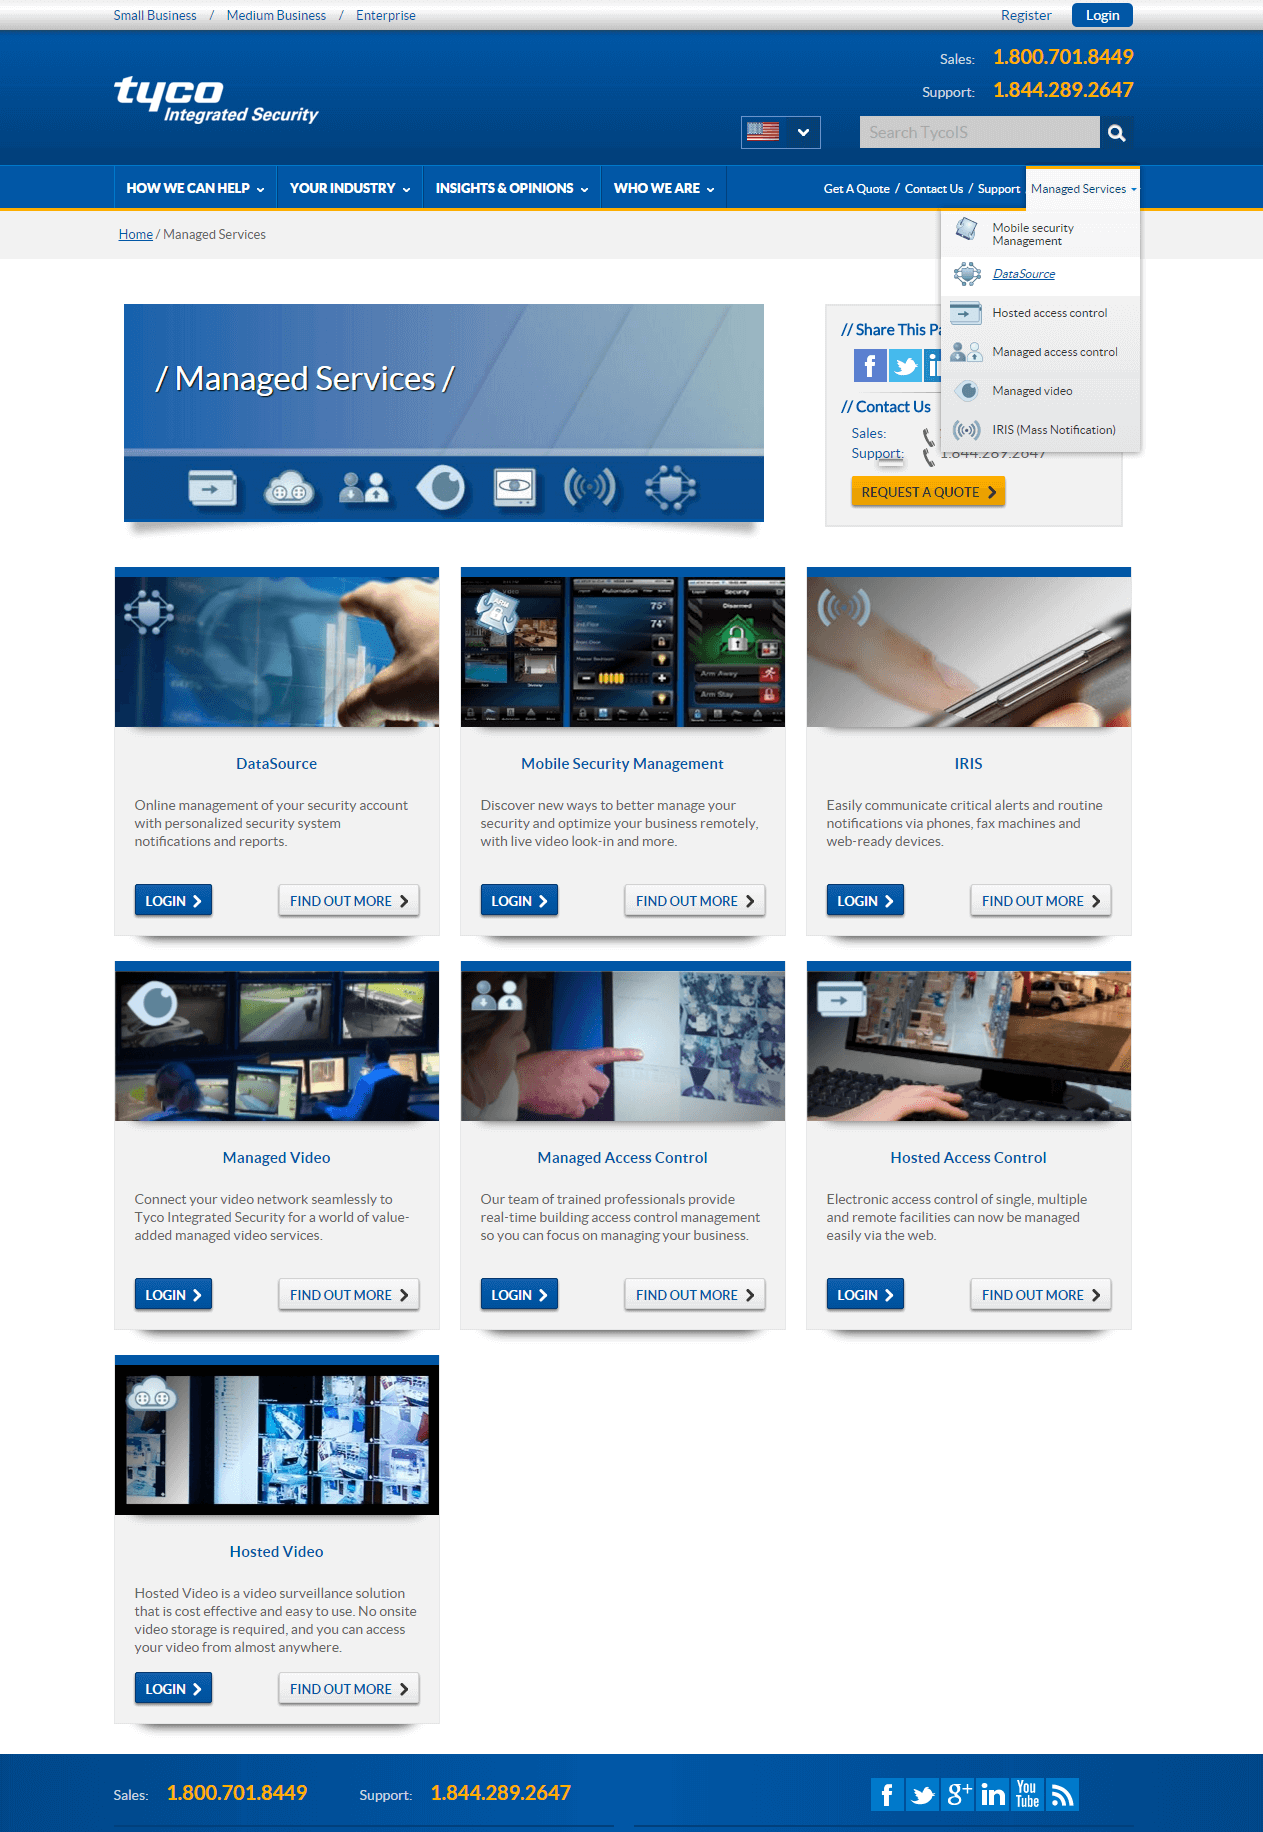 Small Business / Medium Business / Enterprise
Register Login
Sales: 1.800.701.8449
Support: 1.844.289.2647
tyco
Integrated Security
Search TycoIS
HOW WE CAN HELP YOUR INDUSTRY INSIGHTS & OPINIONS WHO WE ARE
Get A Quote / Contact Us / Support Managed Services
Home / Managed Services
Mobile security
Management
DataSource
Hosted access control
Managed access control
Managed video
IRIS (Mass Notification)
/ Managed Services /
// Share This
// Contact Us
Sales:
Support: 1.844.289.2647
REQUEST A QUOTE
ARM
Automation
Security
75°
74°
Disarmed
Arm Away
Arm Stay
DataSource
Online management of your security account
with personalized security system
notifications and reports.
LOGIN FIND OUT MORE
Mobile Security Management
Discover new ways to better manage your
security and optimize your business remotely,
with live video look-in and more.
LOGIN FIND OUT MORE
IRIS
Easily communicate critical alerts and routine
notifications via phones, fax machines and
web-ready devices.
LOGIN FIND OUT MORE
Managed Video
Connect your video network seamlessly to
Tyco Integrated Security for a world of value-
added managed video services.
LOGIN FIND OUT MORE
Managed Access Control
Our team of trained professionals provide
real-time building access control management
so you can focus on managing your business.
LOGIN FIND OUT MORE
Hosted Access Control
Electronic access control of single, multiple
and remote facilities can now be managed
easily via the web.
LOGIN FIND OUT MORE
Hosted Video
Hosted Video is a video surveillance solution
that is cost effective and easy to use. No onsite
video storage is required, and you can access
your video from almost anywhere.
LOGIN FIND OUT MORE
Sales: 1.800.701.8449 Support: 1.844.289.2647
You
Tube